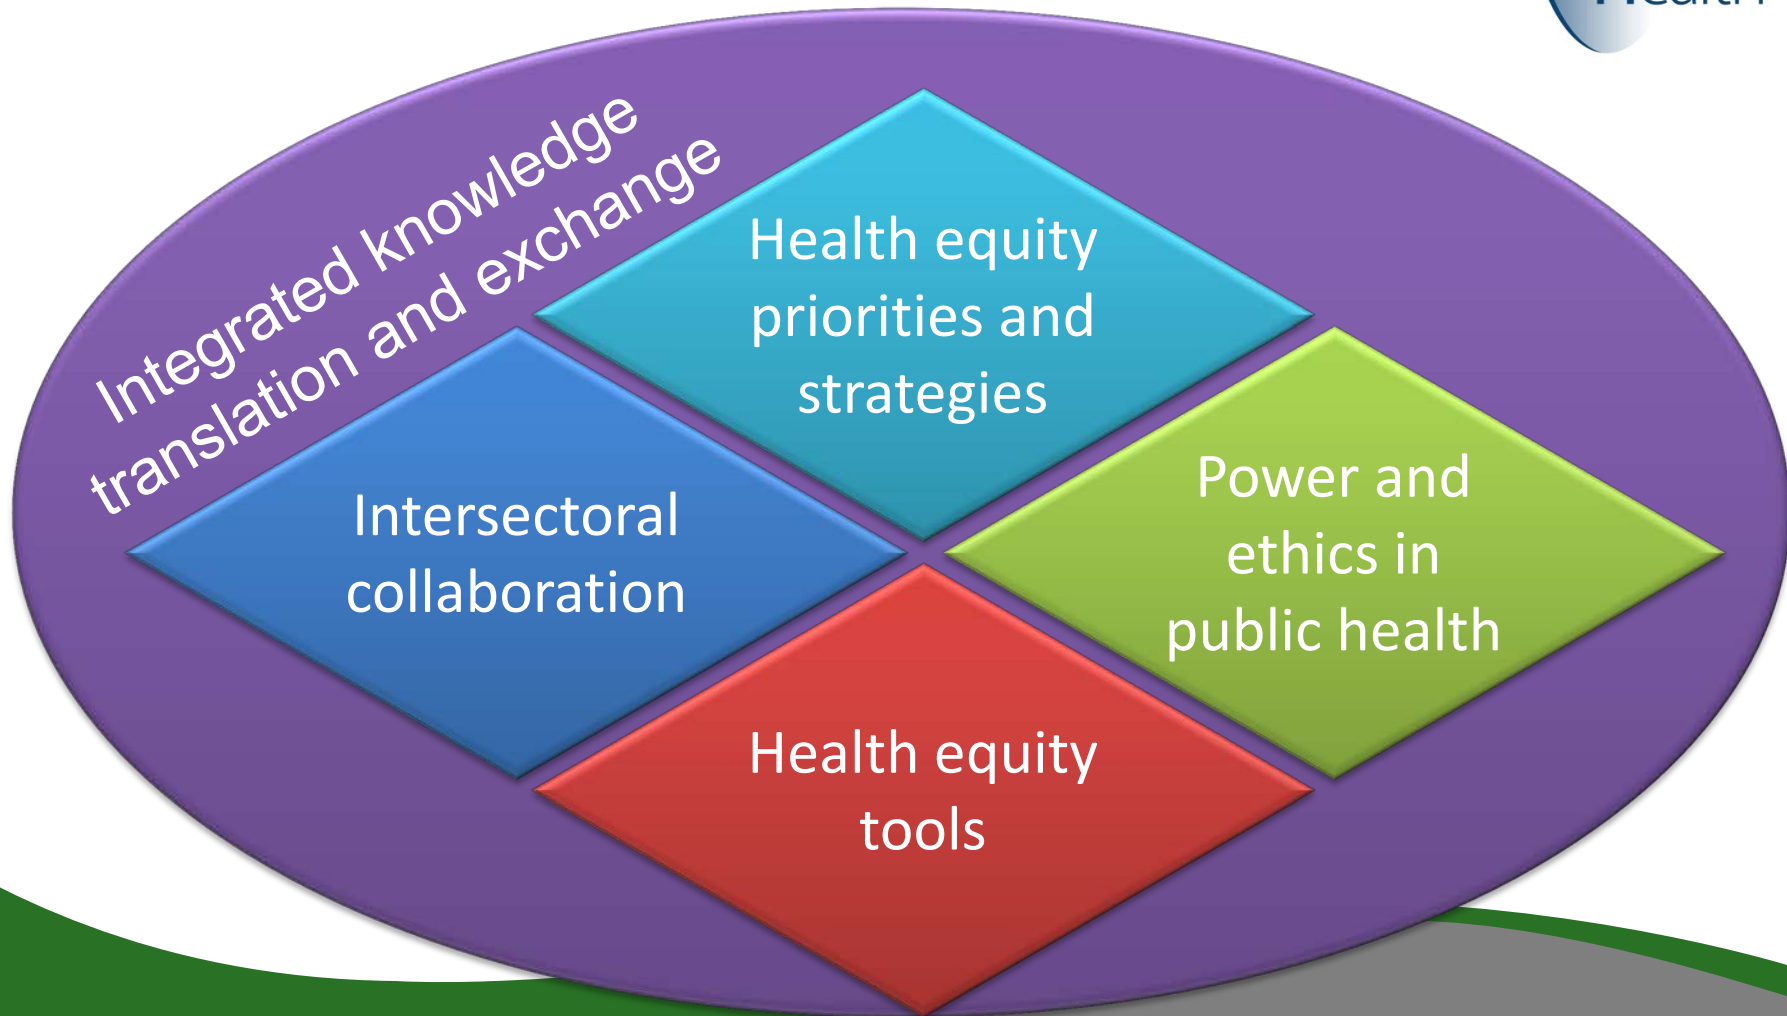 Integrated knowledge
translation and exchange
Health equity
priorities and
strategies
Intersectoral
collaboration
Power and
ethics in
public health
Health equity
tools